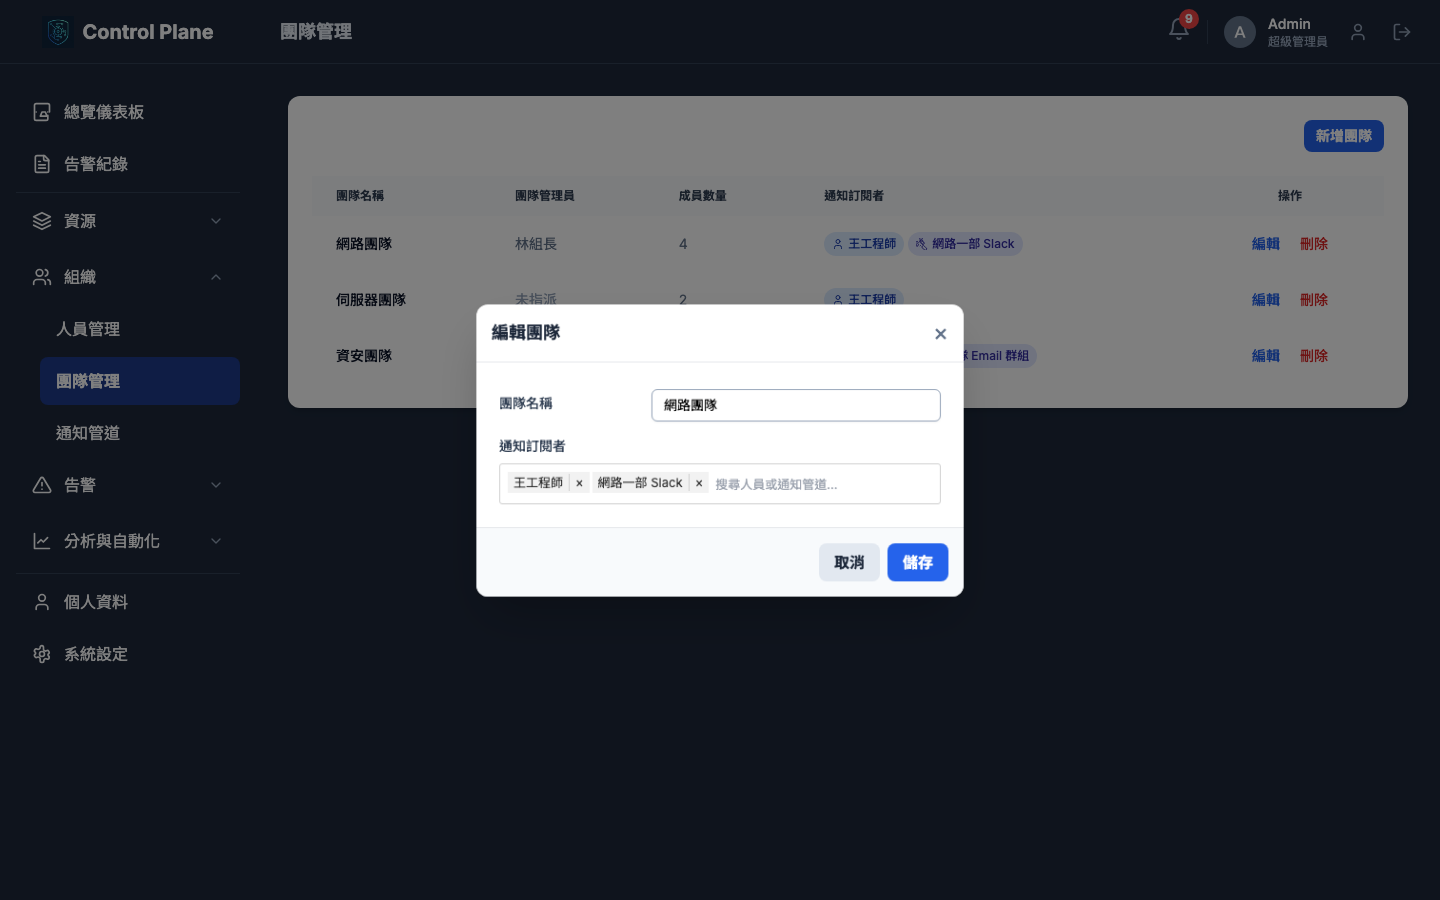 Control Plane
團隊管理
9
A
Admin
超級管理員
總覽儀表板
告警紀錄
資源
組織
人員管理
團隊管理
通知管道
告警
分析與自動化
個人資料
系統設定
新增團隊
團隊名稱 團隊管理員 成員數量 通知訂閱者 操作
網路團隊 林組長 4 王工程師 網路一部 Slack 編輯 刪除
伺服器團隊 未指派 2 王工程師 編輯 刪除
資安團隊 Email 群組 編輯 刪除
編輯團隊 ×
團隊名稱 網路團隊
通知訂閱者
王工程師 × 網路一部 Slack × 搜尋人員或通知管道...
取消 儲存